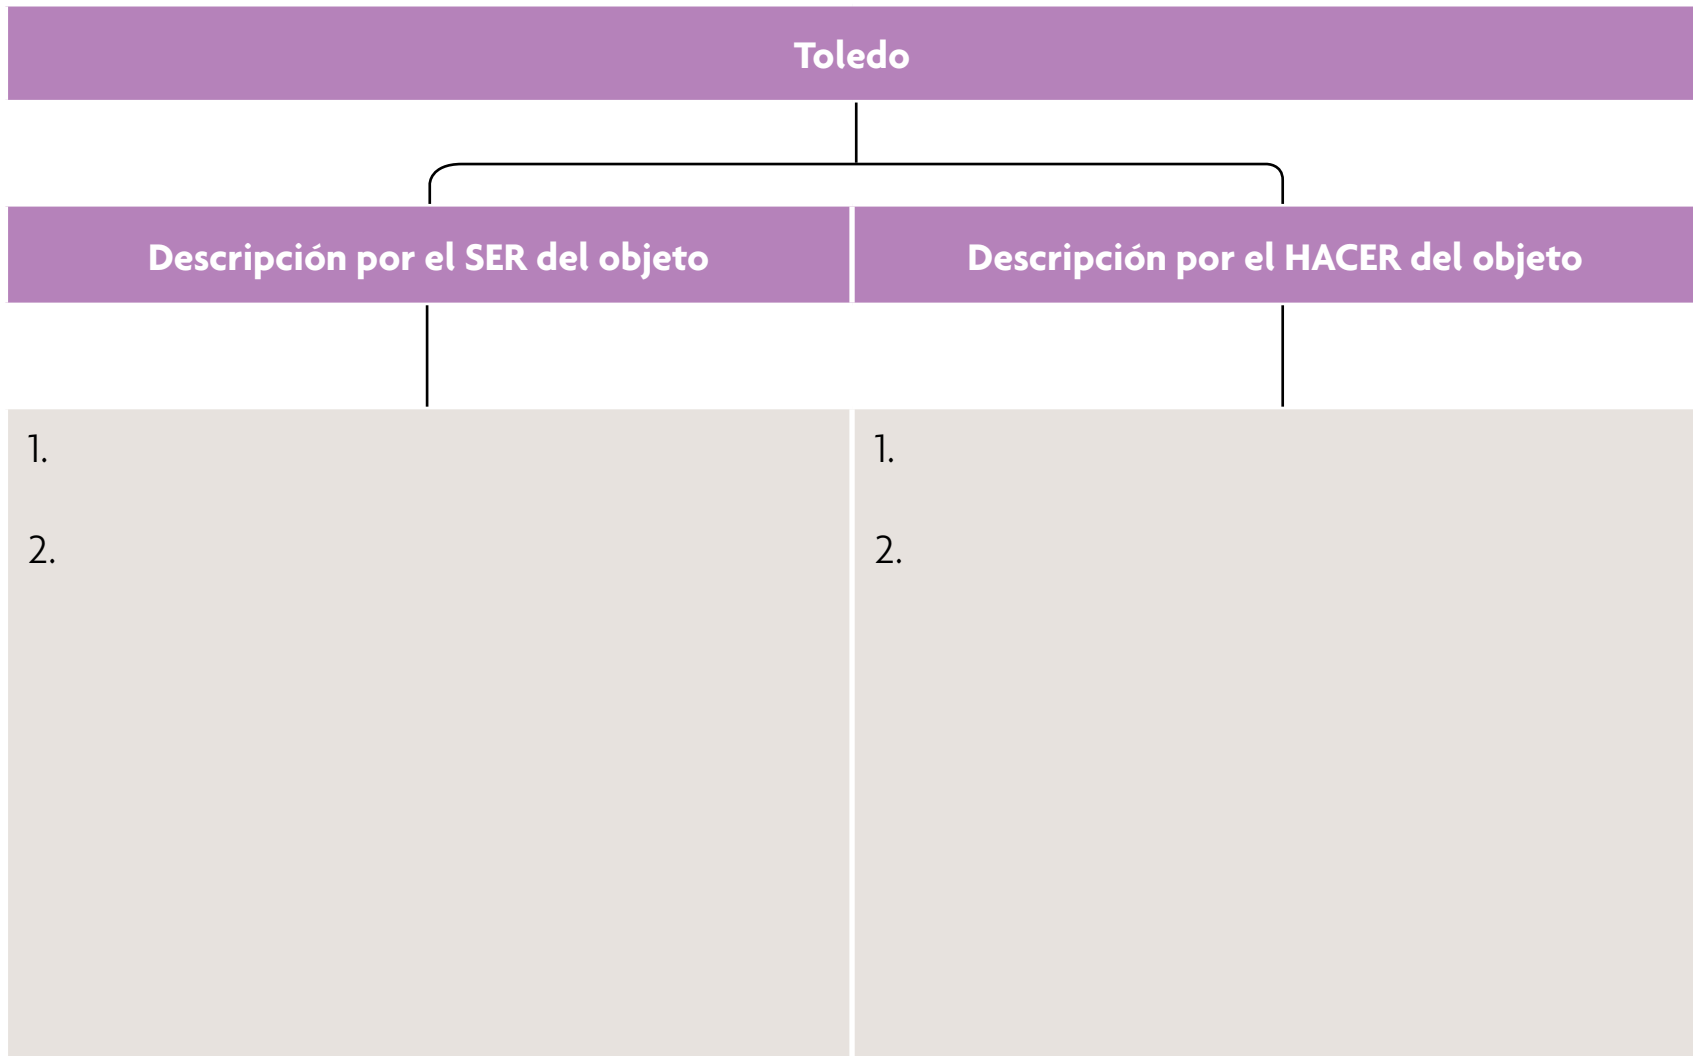 Toledo
Descripción por el SER del objeto
Descripción por el HACER del objeto
1.
2.
1.
2.